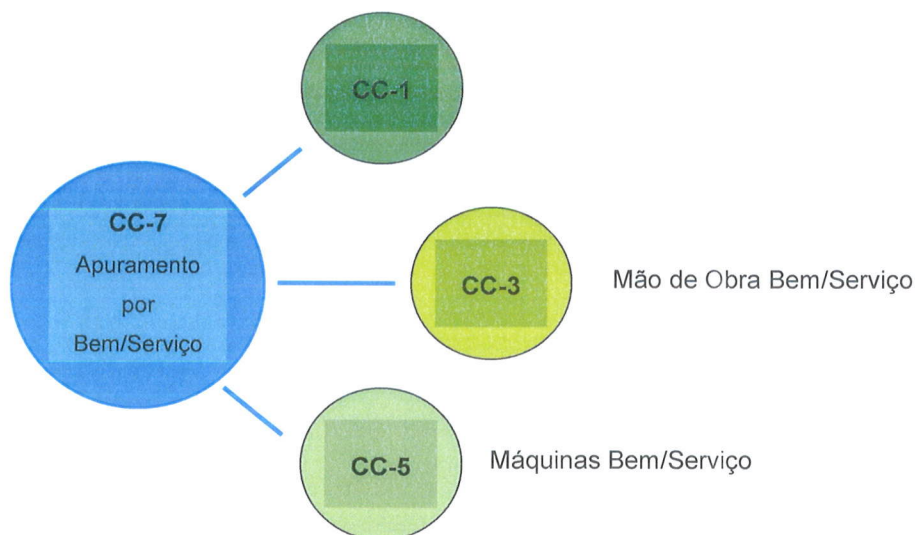 CC-1
CC-7
Apuramento
por
Bem/Serviço
CC-3
Mão de Obra Bem/Serviço
CC-5
Máquinas Bem/Serviço